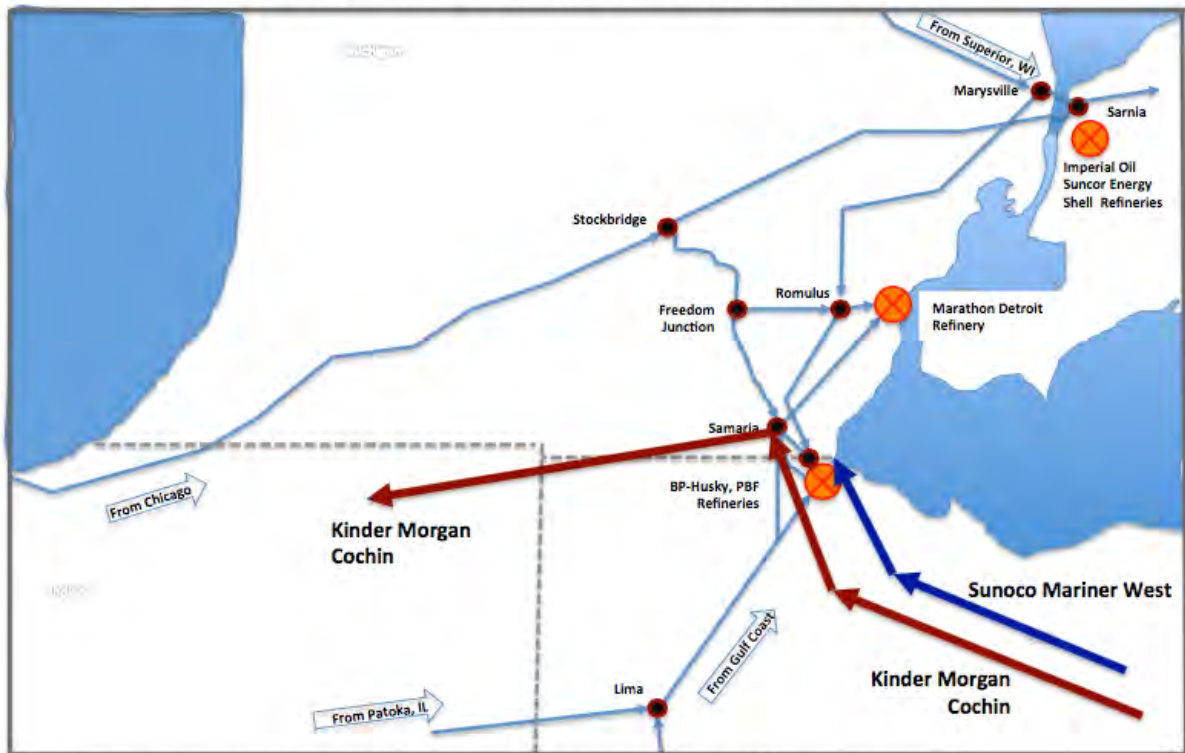 Michigan
From Superior, WI
Marysville
Sarnia
Imperial Oil
Suncor Energy
Shell Refineries
Stockbridge
Romulus
Freedom
Junction
Marathon Detroit
Refinery
Samaria
From Chicago
BP-Husky, PBF
Refineries
Kinder Morgan
Cochin
Sunoco Mariner West
From Gulf Coast
Kinder Morgan
Cochin
Lima
From Patoka, IL